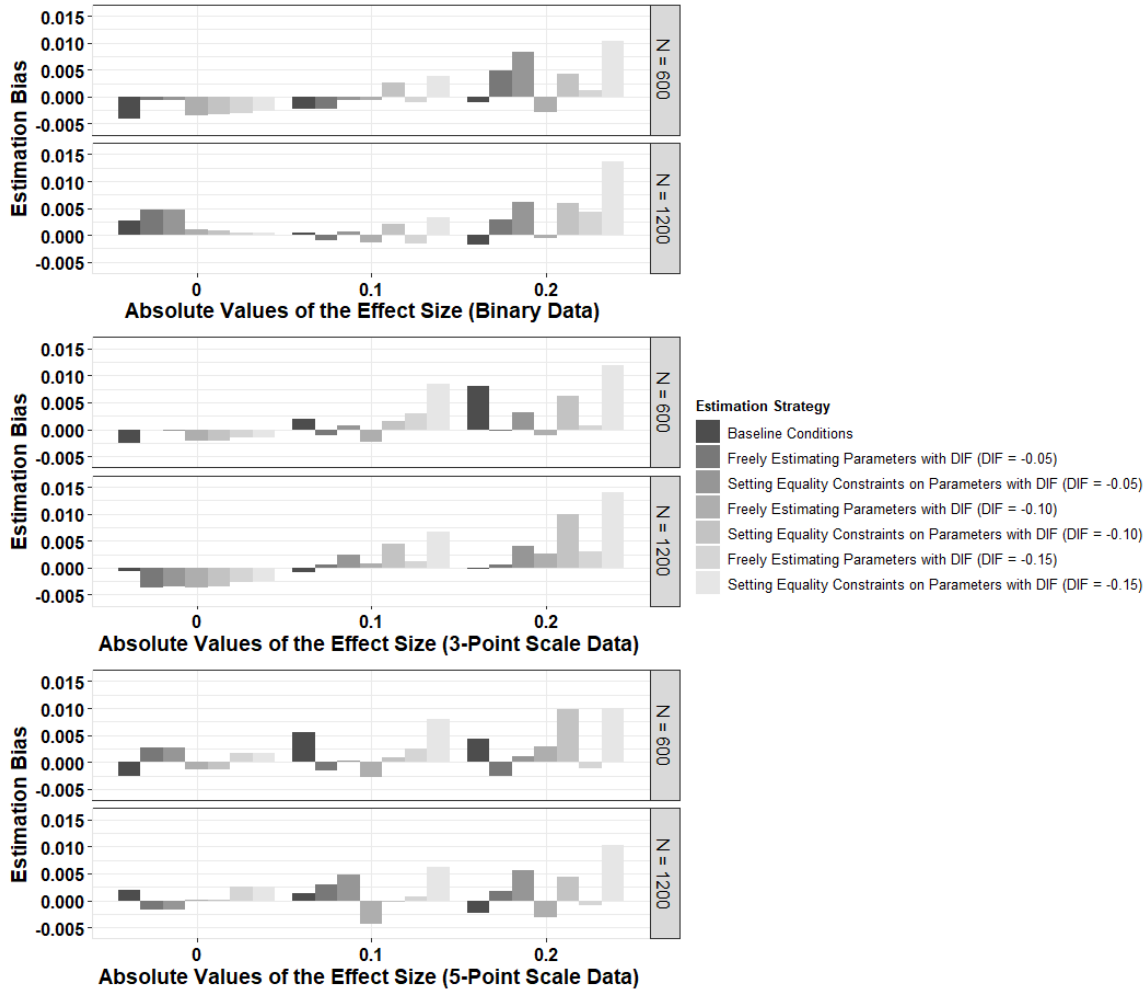 Estimation Bias
0.015
0.010
0.005
0.000
-0.005
N = 600
Estimation Bias
0.015
0.010
0.005
0.000
-0.005
N = 1200
0 0.1 0.2
Absolute Values of the Effect Size (Binary Data)
Estimation Bias
0.015
0.010
0.005
0.000
-0.005
N = 600
Estimation Bias
0.015
0.010
0.005
0.000
-0.005
N = 1200
0 0.1 0.2
Absolute Values of the Effect Size (3-Point Scale Data)
Estimation Bias
0.015
0.010
0.005
0.000
-0.005
N = 600
Estimation Bias
0.015
0.010
0.005
0.000
-0.005
N = 1200
0 0.1 0.2
Absolute Values of the Effect Size (5-Point Scale Data)
Estimation Strategy
Baseline Conditions
Freely Estimating Parameters with DIF (DIF = -0.05)
Setting Equality Constraints on Parameters with DIF (DIF = -0.05)
Freely Estimating Parameters with DIF (DIF = -0.10)
Setting Equality Constraints on Parameters with DIF (DIF = -0.10)
Freely Estimating Parameters with DIF (DIF = -0.15)
Setting Equality Constraints on Parameters with DIF (DIF = -0.15)